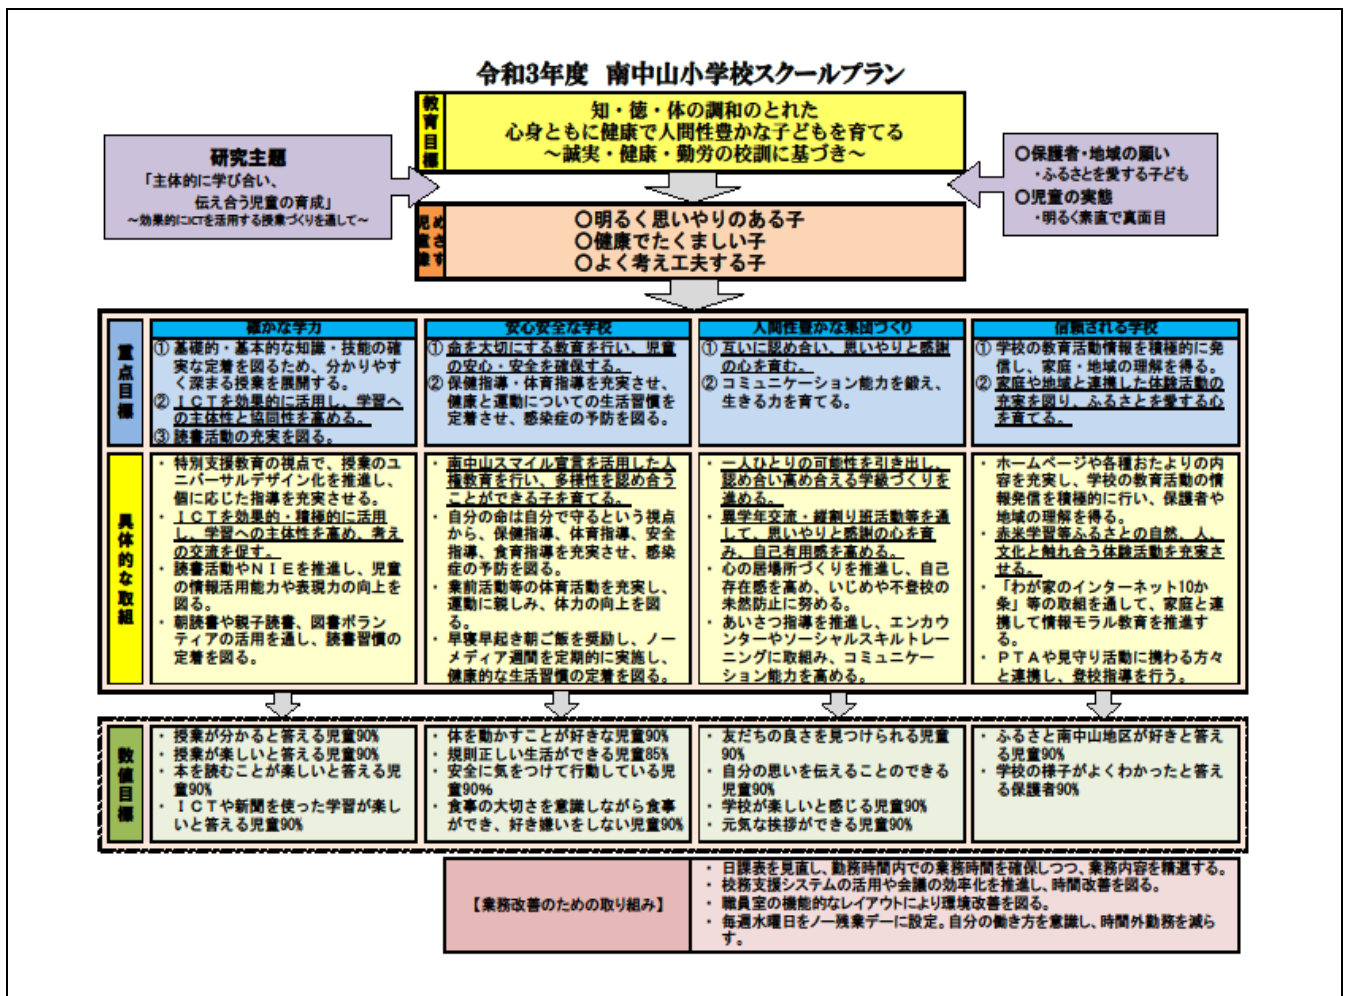 令和3年度　南中山小学校スクールプラン
教育目標
知・徳・体の調和のとれた
心身ともに健康で人間性豊かな子どもを育てる
～誠実・健康・勤労の校訓に基づき～
研究主題
「主体的に学び合い、
伝え合う児童の育成」
～効果的にICTを活用する授業づくりを通して～
○保護者・地域の願い
・ふるさとを愛する子ども
○児童の実態
・明るく素直で真面目
めざす児童像
○明るく思いやりのある子
○健康でたくましい子
○よく考え工夫する子
重点目標
確かな学力
① 基礎的・基本的な知識・技能の確
実な定着を図るため、分かりやす
く深まる授業を展開する。
② ＩＣＴを効果的に活用し、学習へ
の主体性と協同性を高める。
③ 読書活動の充実を図る。
安心安全な学校
① 命を大切にする教育を行い、児童
の安心・安全を確保する。
② 保健指導・体育指導を充実させ、
健康と運動についての生活習慣を
定着させ、感染症の予防を図る。
人間性豊かな集団づくり
① 互いに認め合い、思いやりと感謝
の心を育む。
② コミュニケーション能力を鍛え、
生きる力を育てる。
信頼される学校
① 学校の教育活動情報を積極的に発
信し、家庭・地域の理解を得る。
② 家庭や地域と連携した体験活動の
充実を図り、ふるさとを愛する心
を育てる。
具体的な取組
・ 特別支援教育の視点で、授業のユ
ニバーサルデザイン化を推進し、
個に応じた指導を充実させる。
・ ＩＣＴを効果的・積極的に活用
し、学習への主体性を高め、考え
の交流を促す。
・ 読書活動やＮＩＥを推進し、児童
の情報活用能力や表現力の向上を
図る。
・ 朝読書や親子読書、図書ボラン
ティアの活用を通し、読書習慣の
定着を図る。
・ 南中山スマイル宣言を活用した人
権教育を行い、多様性を認め合う
ことができる子を育てる。
・ 自分の命は自分で守るという視点
から、保健指導、体育指導、安全
指導、食育指導を充実させ、感染
症の予防を図る。
・ 業前活動等の体育活動を充実し、
運動に親しみ、体力の向上を図
る。
・ 早寝早起き朝ご飯を奨励し、ノー
メディア週間を定期的に実施し、
健康的な生活習慣の定着を図る。
・ 一人ひとりの可能性を引き出し、
認め合い高め合える学級づくりを
進める。
・ 異学年交流・縦割り班活動等を通
して、思いやりと感謝の心を育
み、自己有用感を高める。
・ 心の居場所づくりを推進し、自己
存在感を高め、いじめや不登校の
未然防止に努める。
・ あいさつ指導を推進し、エンカウ
ンターやソーシャルスキルトレー
ニングに取組み、コミュニケー
ション能力を高める。
・ ホームページや各種おたよりの内
容を充実し、学校の教育活動の情
報発信を積極的に行い、保護者や
地域の理解を得る。
・ 赤米学習等ふるさとの自然、人、
文化と触れ合う体験活動を充実さ
せる。
・ 「わが家のインターネット10か
条」等の取組を通して、家庭と連
携して情報モラル教育を推進す
る。
・ ＰＴＡや見守り活動に携わる方々
と連携し、登校指導を行う。
数値目標
・ 授業が分かると答える児童90%
・ 授業が楽しいと答える児童90%
・ 本を読むことが楽しいと答える児
童90%
・ ＩＣＴや新聞を使った学習が楽し
いと答える児童90%
・ 体を動かすことが好きな児童90%
・ 規則正しい生活ができる児童85%
・ 安全に気をつけて行動している児
童90%
・ 食事の大切さを意識しながら食事
ができ、好き嫌いをしない児童90%
・ 友だちの良さを見つけられる児童
90%
・ 自分の思いを伝えることのできる
児童90%
・ 学校が楽しいと感じる児童90%
・ 元気な挨拶ができる児童90%
・ ふるさと南中山地区が好きと答え
る児童90%
・ 学校の様子がよくわかったと答え
る保護者90%
【業務改善のための取り組み】
・ 日課表を見直し、勤務時間内での業務時間を確保しつつ、業務内容を精選する。
・ 校務支援システムの活用や会議の効率化を推進し、時間改善を図る。
・ 職員室の機能的なレイアウトにより環境改善を図る。
・ 毎週水曜日をノー残業デーに設定。自分の働き方を意識し、時間外勤務を減ら
す。